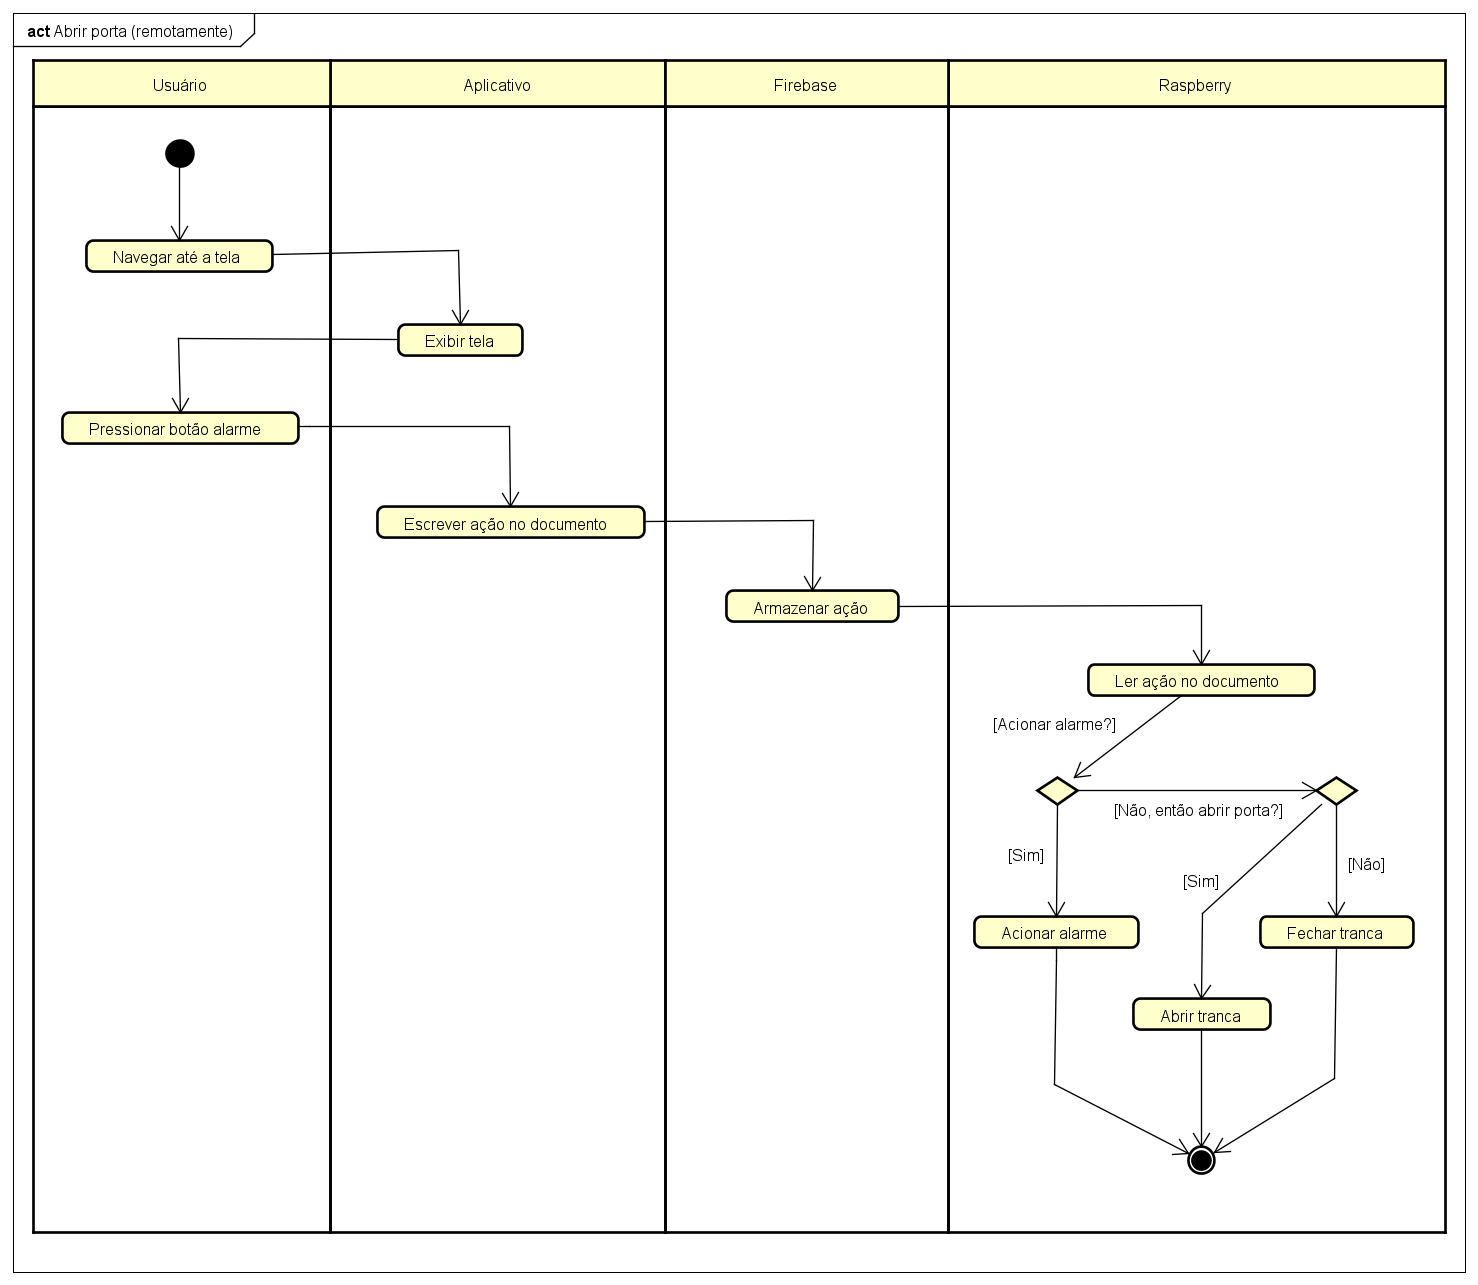 act Abrir porta (remotamente)
Usuário
Aplicativo
Firebase
Raspberry
Navegar até a tela
Exibir tela
Pressionar botão alarme
Escrever ação no documento
Armazenar ação
Ler ação no documento
[Acionar alarme?]
[Não, então abrir porta?]
[Sim]
[Não]
[Sim]
Acionar alarme
Fechar tranca
Abrir tranca